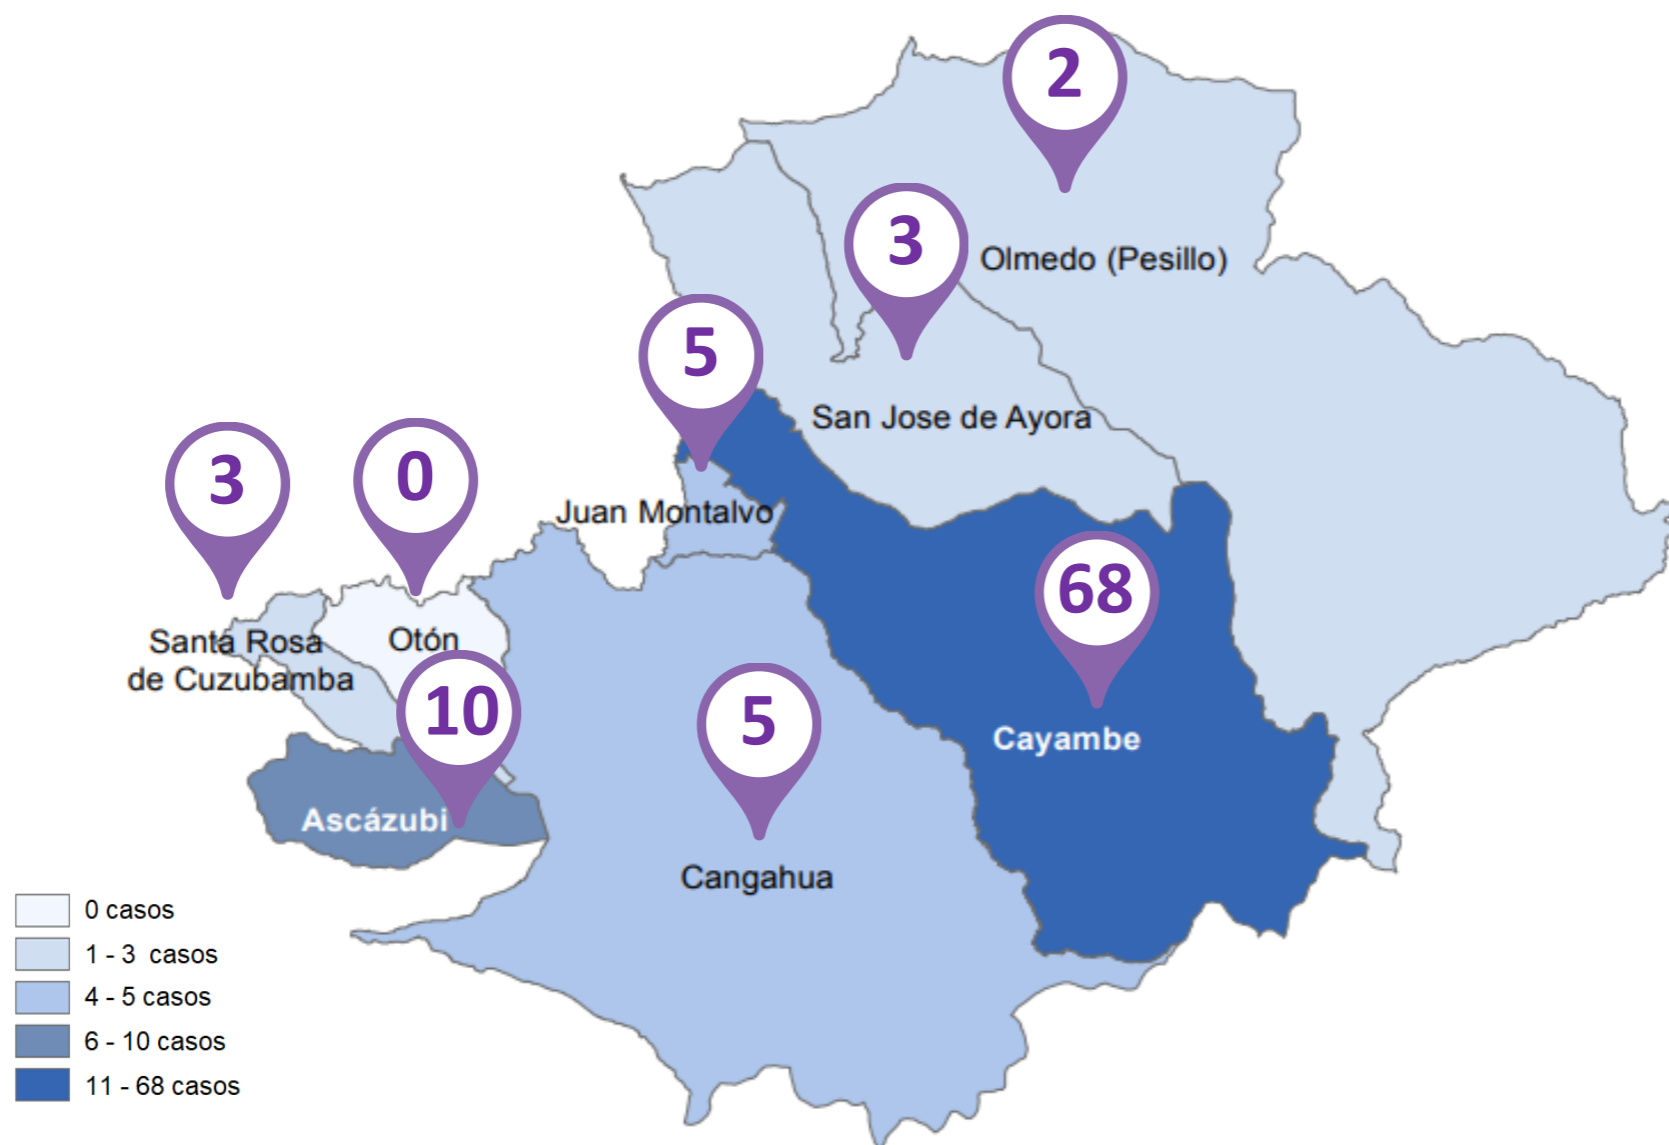 2
3
Olmedo (Pesillo)
5
San Jose de Ayora
3
0
Juan Montalvo
68
Santa Rosa
de Cuzubamba
Otón
10
5
Cayambe
Ascázubi
Cangahua
0 casos
1 - 3 casos
4 - 5 casos
6 - 10 casos
11 - 68 casos